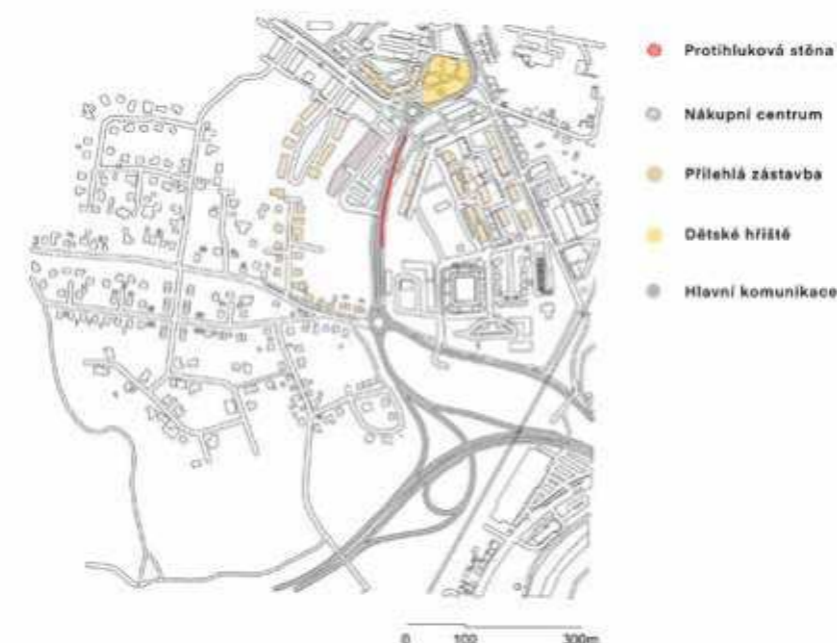 Protihluková stěna
Nákupní centrum
Přilehlá zástavba
Dětské hřiště
Hlavní komunikace
0 100 300m